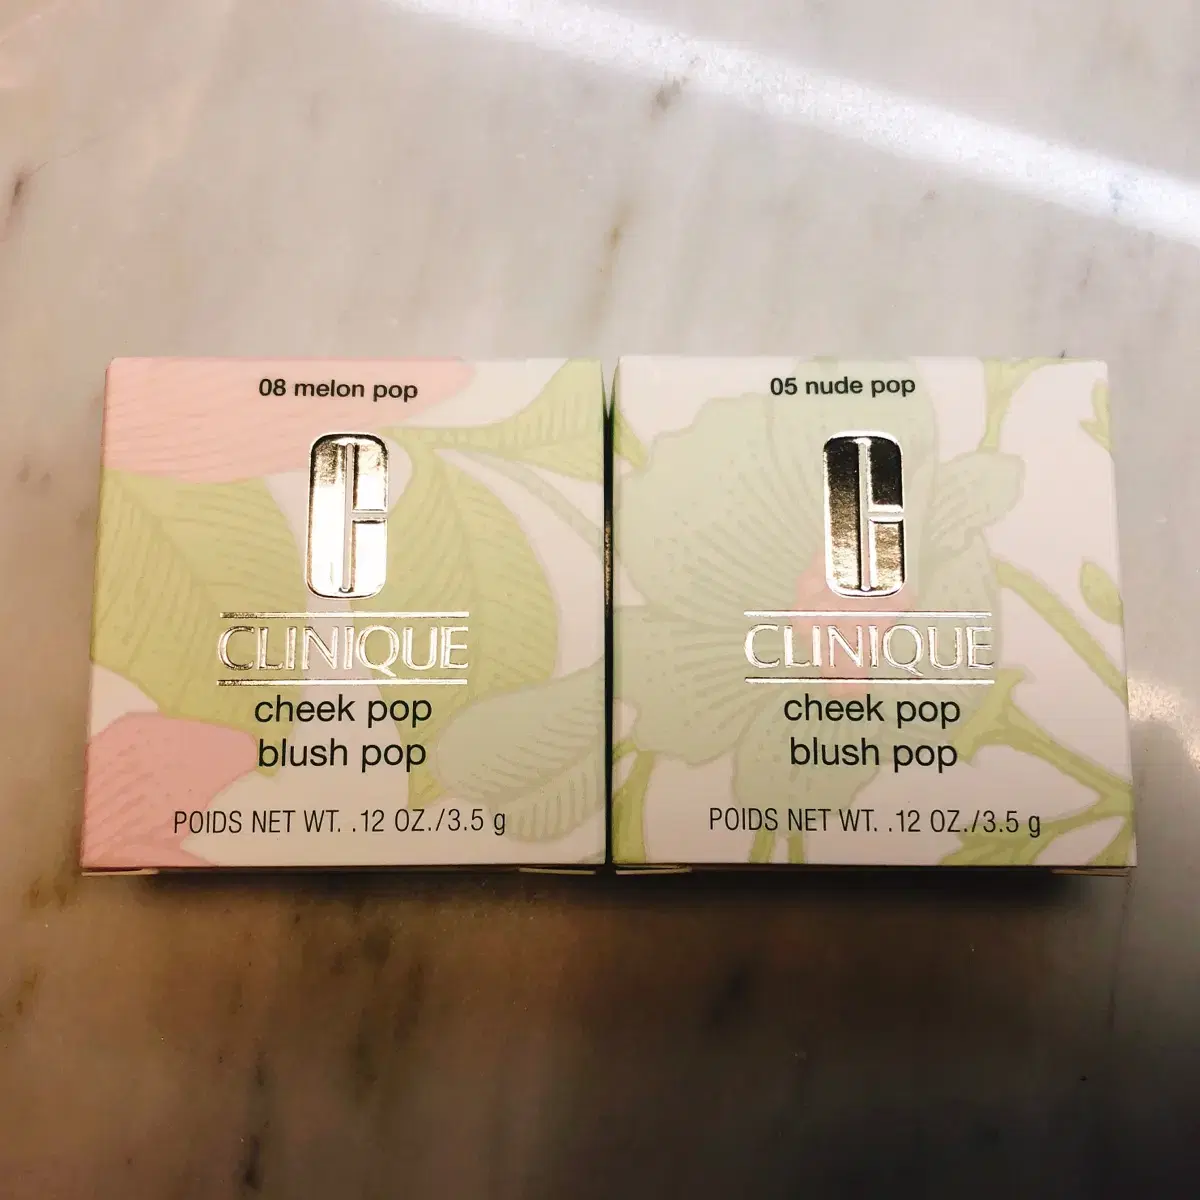 08 melon pop
CLINIQUE
cheek pop
blush pop
POIDS NET WT. .12 OZ./3.5 g
05 nude pop
CLINIQUE
cheek pop
blush pop
POIDS NET WT. .12 OZ./3.5 g